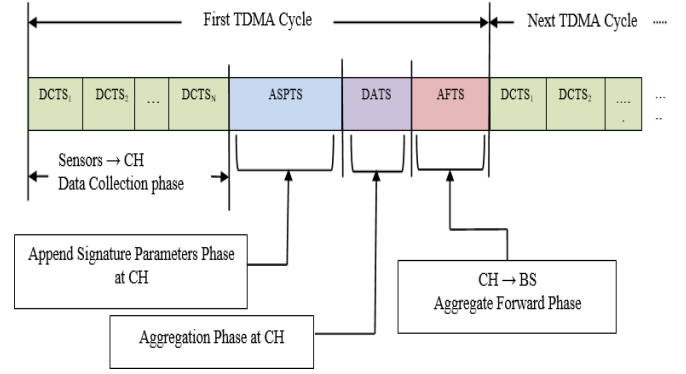 First TDMA Cycle
Next TDMA Cycle .....
DCTS₁ DCTS₂ ... DCTS_N ASPTS DATS AFTS DCTS₁ DCTS₂ .... . ... ..
Sensors → CH
Data Collection phase
Append Signature Parameters Phase
at CH
CH → BS
Aggregate Forward Phase
Aggregation Phase at CH